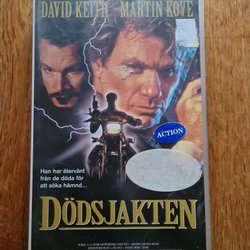 DAVID KEITH MARTIN KOVE
ACTION
Han har återvänt
från de döda för
att söka hämnd...
DÖDSJAKTEN